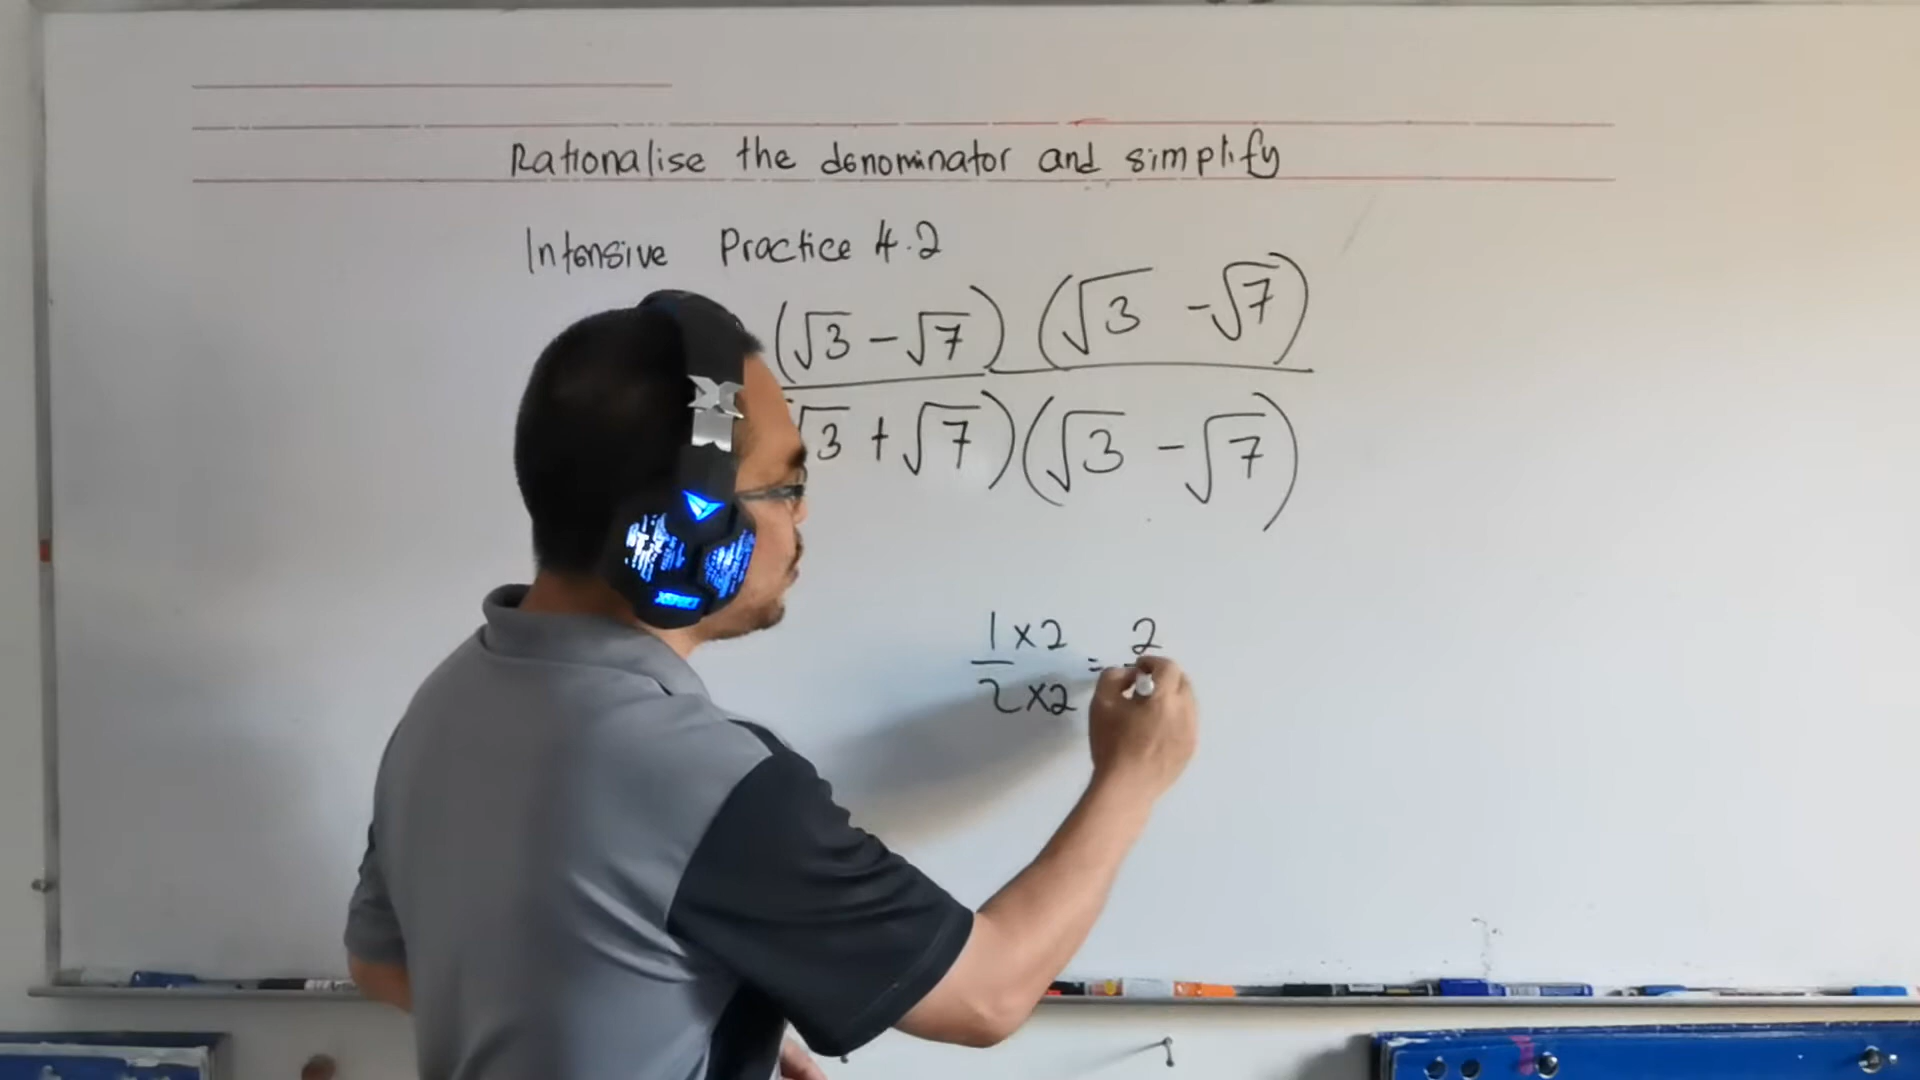 Rationalise the denominator and simplify
Intensive Practice 4.2
(√3 - √7) (√3 - √7)
√3 + √7)(√3 - √7)
1 x 2 = 2
2 x 2